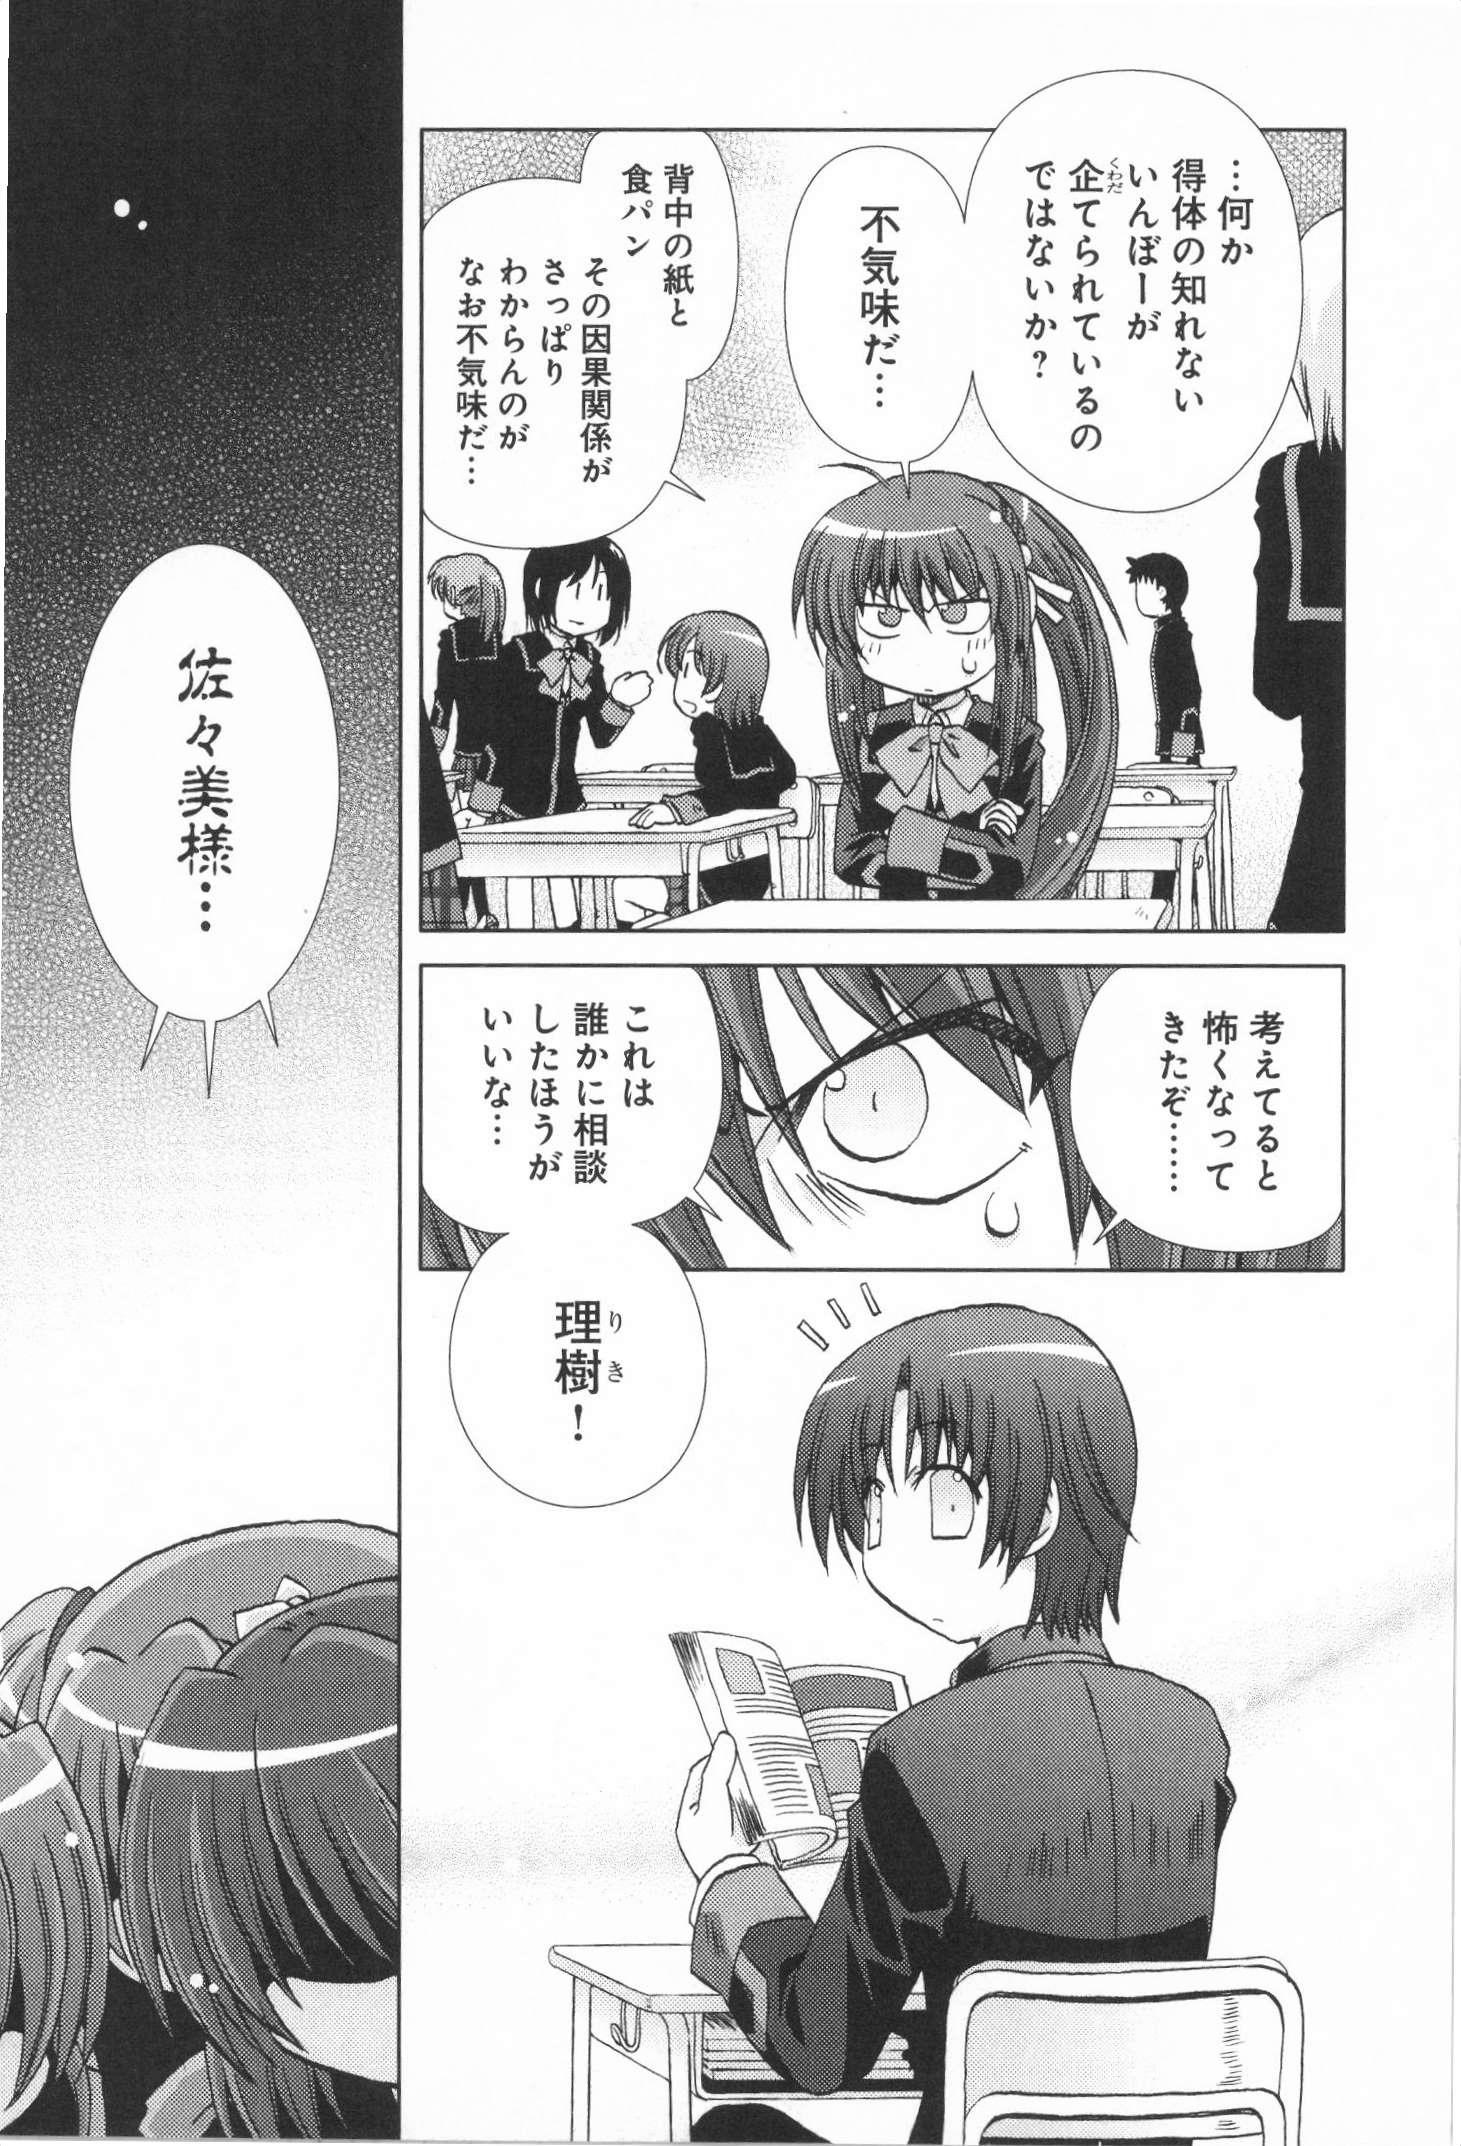 …何か
得体の知れない
いんぼーが
企てられているの
ではないか?
くわだ
不気味だ…
背中の紙と
食パン
その因果関係が
さっぱり
わからんのが
なお不気味だ…
考えてると
怖くなって
きたぞ……
これは
誰かに相談
したほうが
いいな…
理樹!
りき
佐々美様…